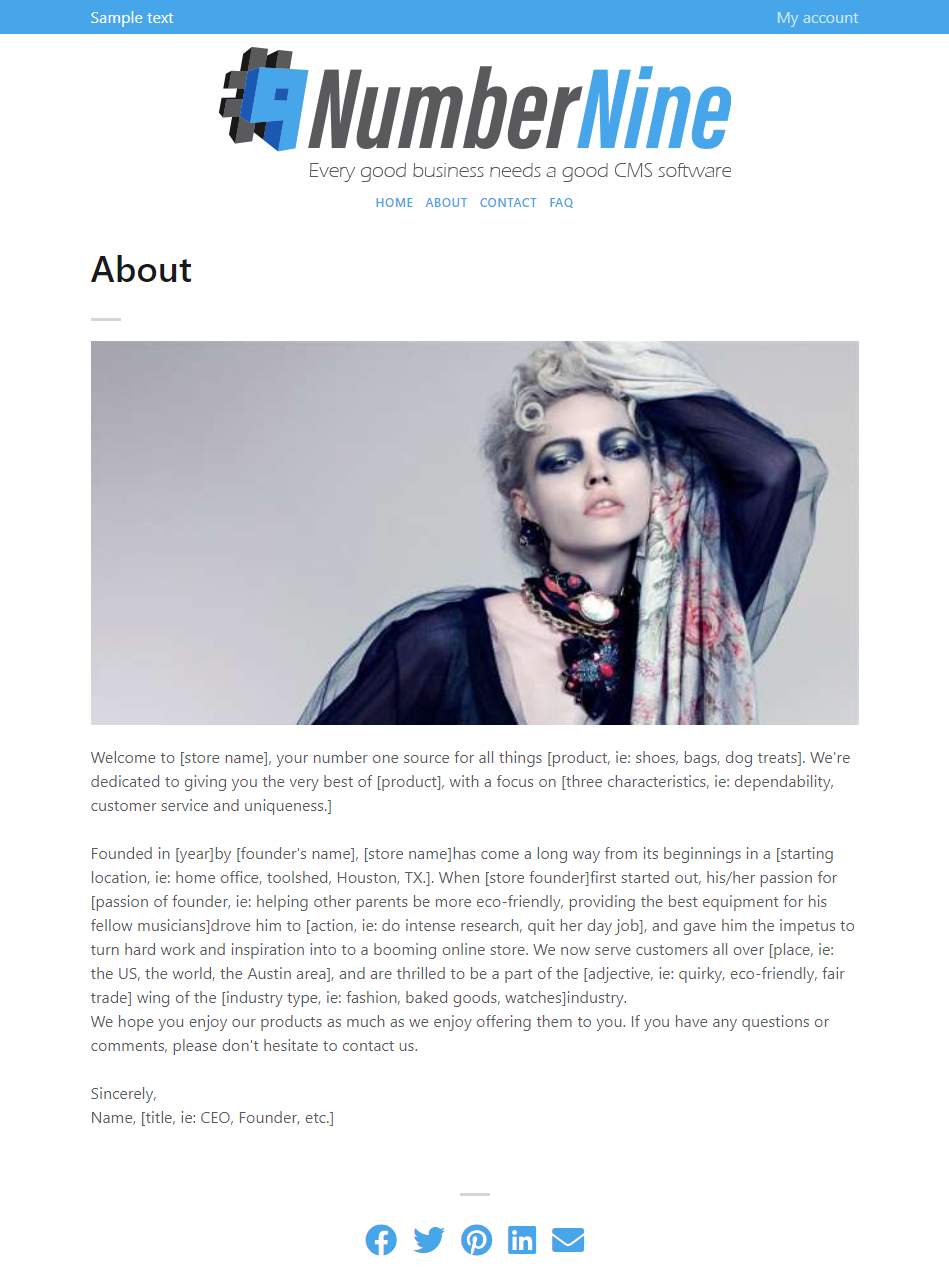 Sample text
My account
NumberNine
Every good business needs a good CMS software
HOME ABOUT CONTACT FAQ
About
Welcome to [store name], your number one source for all things [product, ie: shoes, bags, dog treats]. We're
dedicated to giving you the very best of [product], with a focus on [three characteristics, ie: dependability,
customer service and uniqueness.]
Founded in [year]by [founder's name], [store name]has come a long way from its beginnings in a [starting
location, ie: home office, toolshed, Houston, TX.]. When [store founder]first started out, his/her passion for
[passion of founder, ie: helping other parents be more eco-friendly, providing the best equipment for his
fellow musicians]drove him to [action, ie: do intense research, quit her day job], and gave him the impetus to
turn hard work and inspiration into to a booming online store. We now serve customers all over [place, ie:
the US, the world, the Austin area], and are thrilled to be a part of the [adjective, ie: quirky, eco-friendly, fair
trade] wing of the [industry type, ie: fashion, baked goods, watches]industry.
We hope you enjoy our products as much as we enjoy offering them to you. If you have any questions or
comments, please don't hesitate to contact us.
Sincerely,
Name, [title, ie: CEO, Founder, etc.]